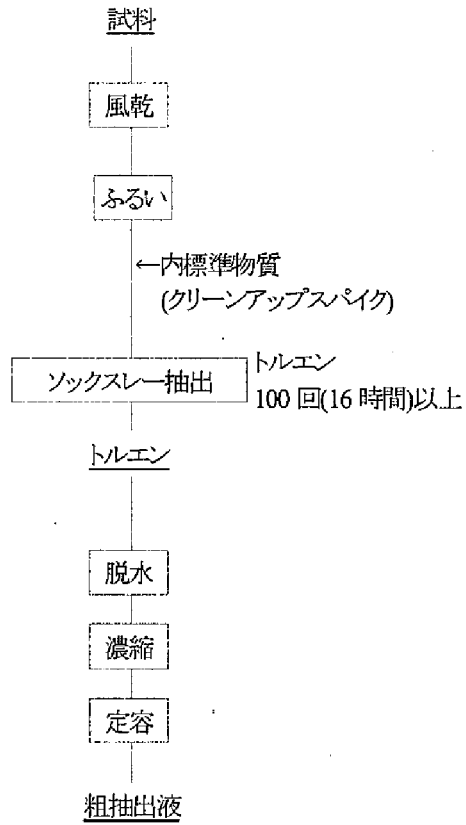 試料
風乾
ふるい
←内標準物質
(クリーンアップスパイク)
ソックスレー抽出
トルエン
100 回(16 時間)以上
トルエン
脱水
濃縮
定容
粗抽出液